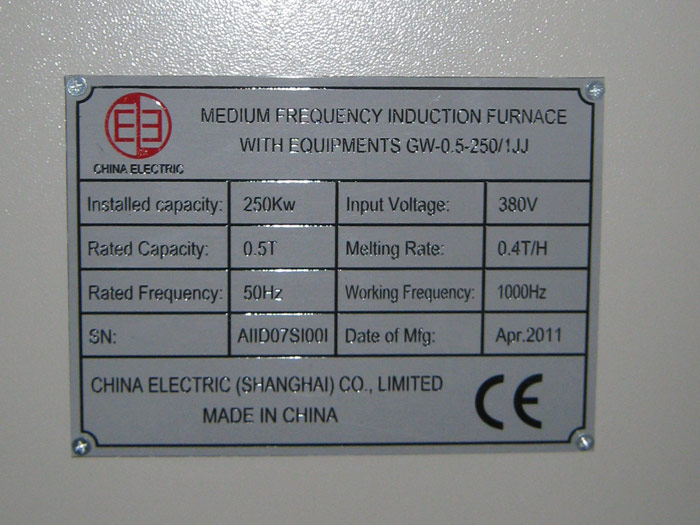 MEDIUM FREQUENCY INDUCTION FURNACE
WITH EQUIPMENTS GW-0.5-250/1JJ
CHINA ELECTRIC
Installed capacity: 250Kw Input Voltage: 380V
Rated Capacity: 0.5T Melting Rate: 0.4T/H
Rated Frequency: 50Hz Working Frequency: 1000Hz
SN: AIID07SI00I Date of Mfg: Apr.2011
CHINA ELECTRIC (SHANGHAI) CO., LIMITED
MADE IN CHINA
CE